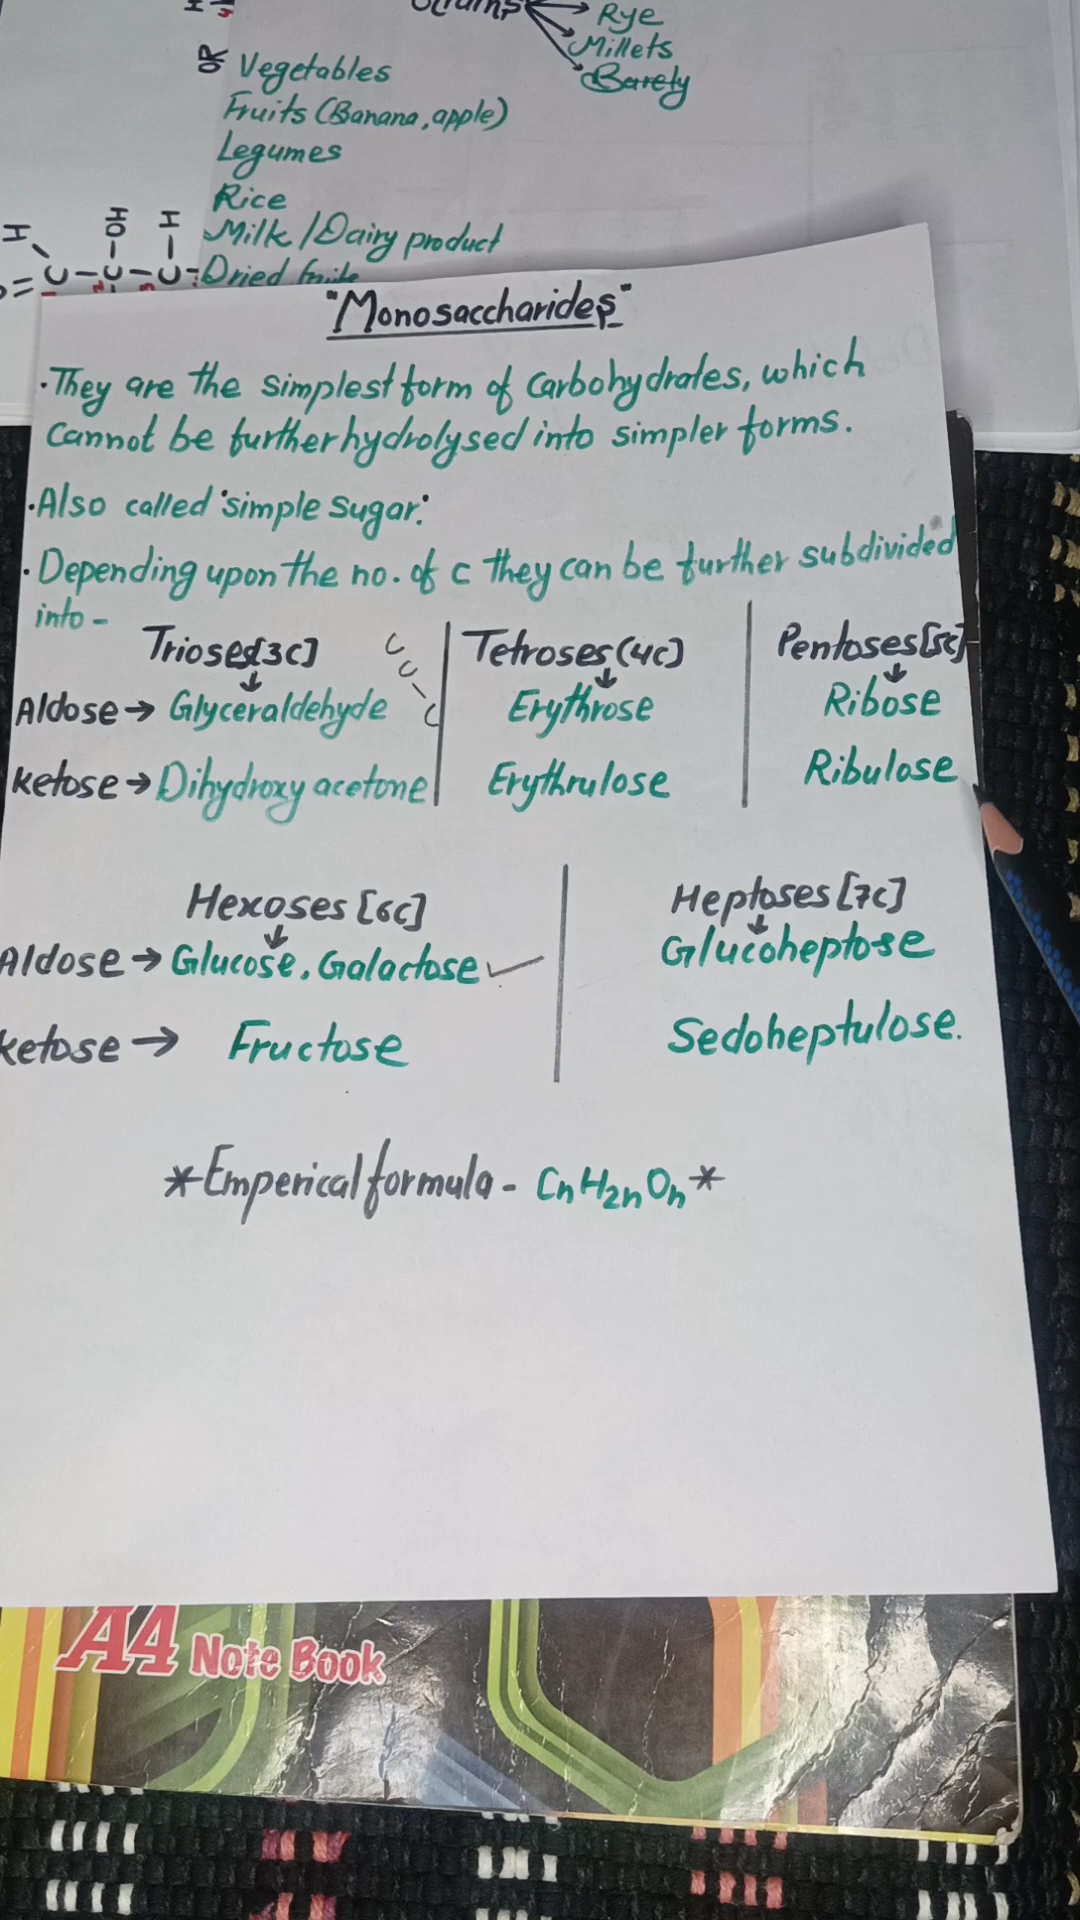 Rye
Millets
Barely
OR Vegetables
Fruits (Banana, apple)
Legumes
Rice
Milk / Dairy product
Dried
"Monosaccharides"
·They are the simplest form of Carbohydrates, which
Cannot be further hydrolysed into simpler forms.
·Also called 'simple sugar.'
·Depending upon the no. of c they can be further subdivided
into -
Trioses[3c] Tetroses(4c) Pentoses[5c]
Aldose → Glyceraldehyde Erythrose Ribose
Ketose → Dihydroxy acetone Erythrulose Ribulose
Hexoses [6c] Heptoses [7c]
Aldose → Glucose, Galactose Glucoheptose
Ketose → Fructose Sedoheptulose.
*Emperical formula - CnH2nOn*
A4 Note Book